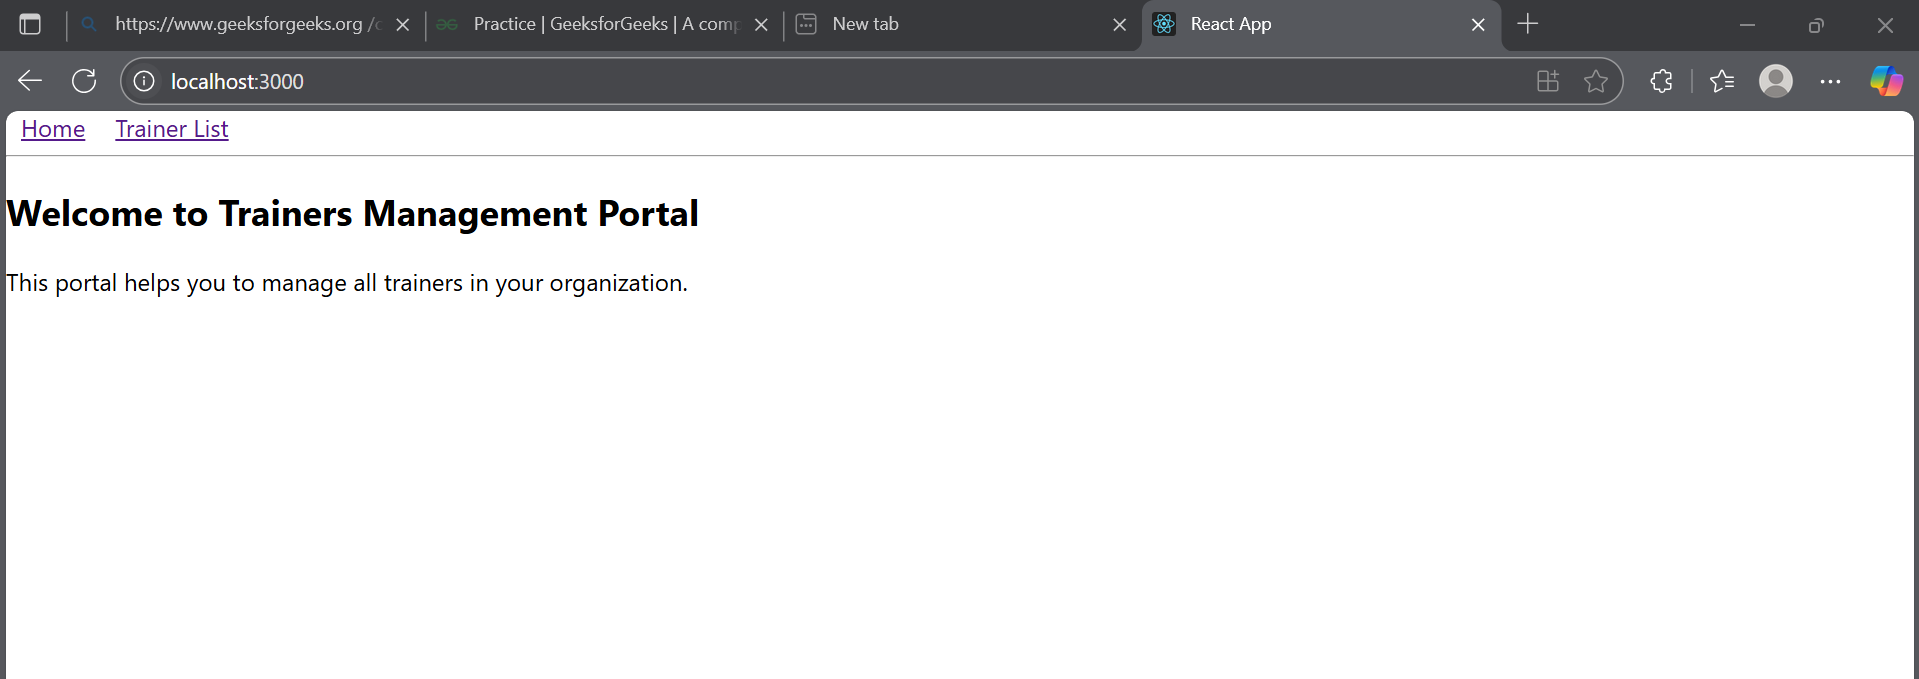 https://www.geeksforgeeks.org /c
Practice | GeeksforGeeks | A comp
New tab
React App
localhost:3000
Home Trainer List
Welcome to Trainers Management Portal
This portal helps you to manage all trainers in your organization.